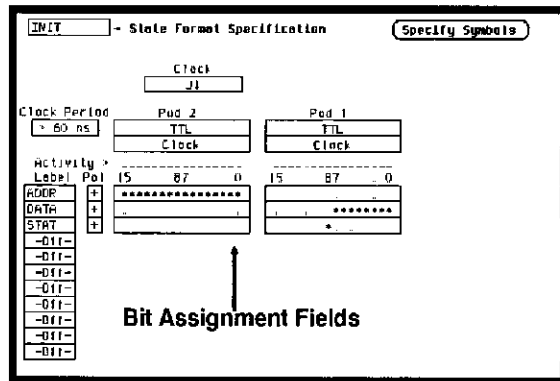 INIT - State Format Specification Specify Symbols
Clock
J↓
Clock Period Pod 2 Pod 1
> 60 ns TTL TTL
Clock Clock
Activity >
Label Pol 15 87 0 15 87 0
ADDR + ****************
DATA + ********
STAT + *
-Off-
-Off-
-Off-
-Off-
-Off-
-Off-
-Off-
-Off-
Bit Assignment Fields